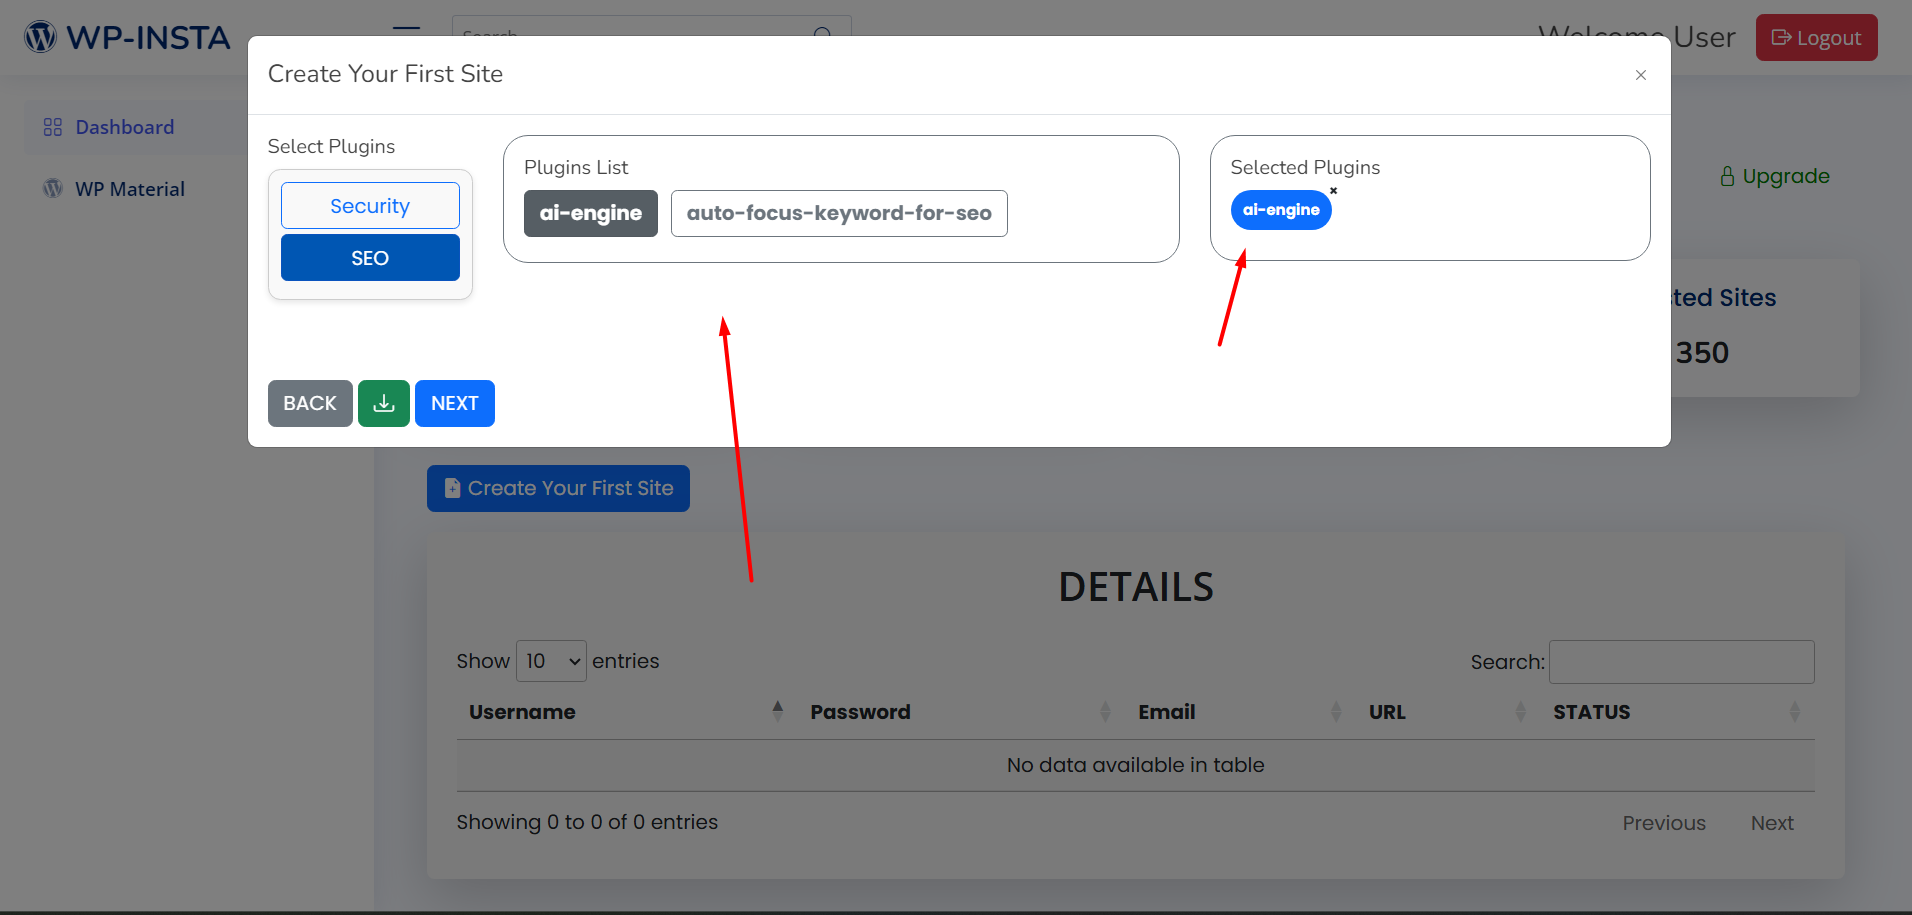 WP-INSTA
Search
Welcome User
Logout
Create Your First Site
×
Dashboard
WP Material
Select Plugins
Security
SEO
Plugins List
ai-engine
auto-focus-keyword-for-seo
Selected Plugins
ai-engine
Upgrade
Sites
350
BACK
NEXT
Create Your First Site
DETAILS
Show 10 entries
Search:
Username
Password
Email
URL
STATUS
No data available in table
Showing 0 to 0 of 0 entries
Previous
Next